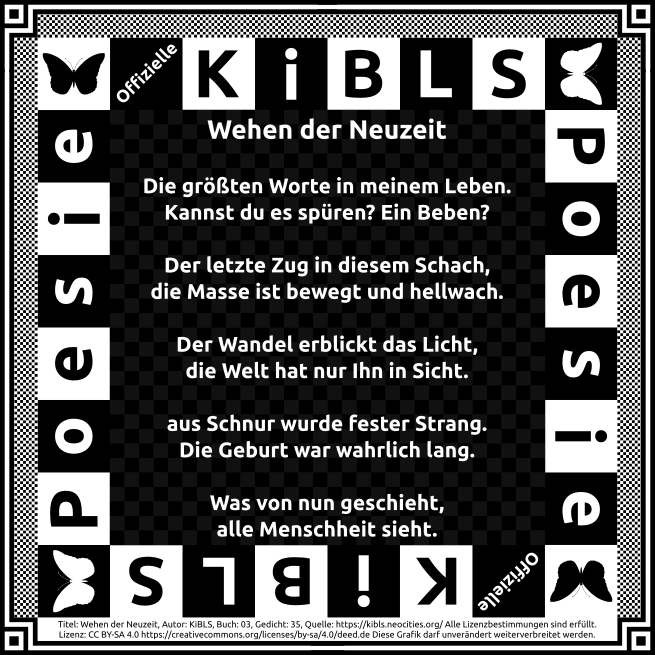 Offizielle KiBLS
Poesie
Poesie
Wehen der Neuzeit
Die größten Worte in meinem Leben.
Kannst du es spüren? Ein Beben?
Der letzte Zug in diesem Schach,
die Masse ist bewegt und hellwach.
Der Wandel erblickt das Licht,
die Welt hat nur Ihn in Sicht.
aus Schnur wurde fester Strang.
Die Geburt war wahrlich lang.
Was von nun geschieht,
alle Menschheit sieht.
Offizielle KiBLS
Titel: Wehen der Neuzeit, Autor: KiBLS, Buch: 03, Gedicht: 35, Quelle: https://kibls.neocities.org/ Alle Lizenzbestimmungen sind erfüllt.
Lizenz: CC BY-SA 4.0 https://creativecommons.org/licenses/by-sa/4.0/deed.de Diese Grafik darf unverändert weiterverbreitet werden.